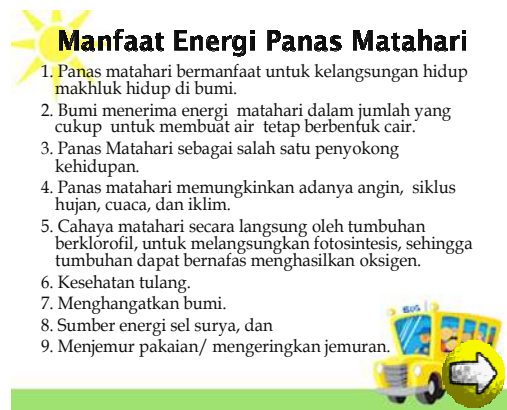 Manfaat Energi Panas Matahari
1. Panas matahari bermanfaat untuk kelangsungan hidup
makhluk hidup di bumi.
2. Bumi menerima energi matahari dalam jumlah yang
cukup untuk membuat air tetap berbentuk cair.
3. Panas Matahari sebagai salah satu penyokong
kehidupan.
4. Panas matahari memungkinkan adanya angin, siklus
hujan, cuaca, dan iklim.
5. Cahaya matahari secara langsung oleh tumbuhan
berklorofil, untuk melangsungkan fotosintesis, sehingga
tumbuhan dapat bernafas menghasilkan oksigen.
6. Kesehatan tulang.
7. Menghangatkan bumi.
8. Sumber energi sel surya, dan
9. Menjemur pakaian/ mengeringkan jemuran.
BUS